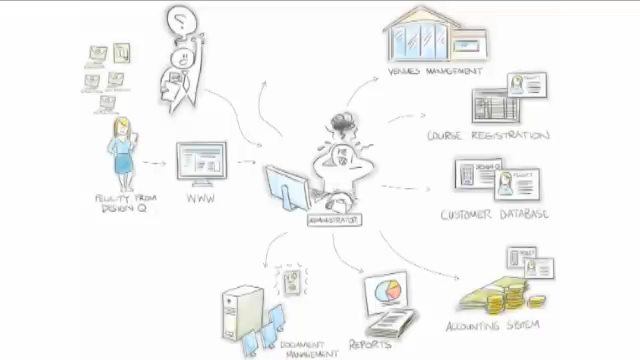 ?
VENUES MANAGEMENT
COURSE REGISTRATION
FELICITY FROM
DESIGN Q
WWW
ADMINISTRATOR
CUSTOMER DATABASE
DOCUMENT
MANAGEMENT
REPORTS
ACCOUNTING SYSTEM